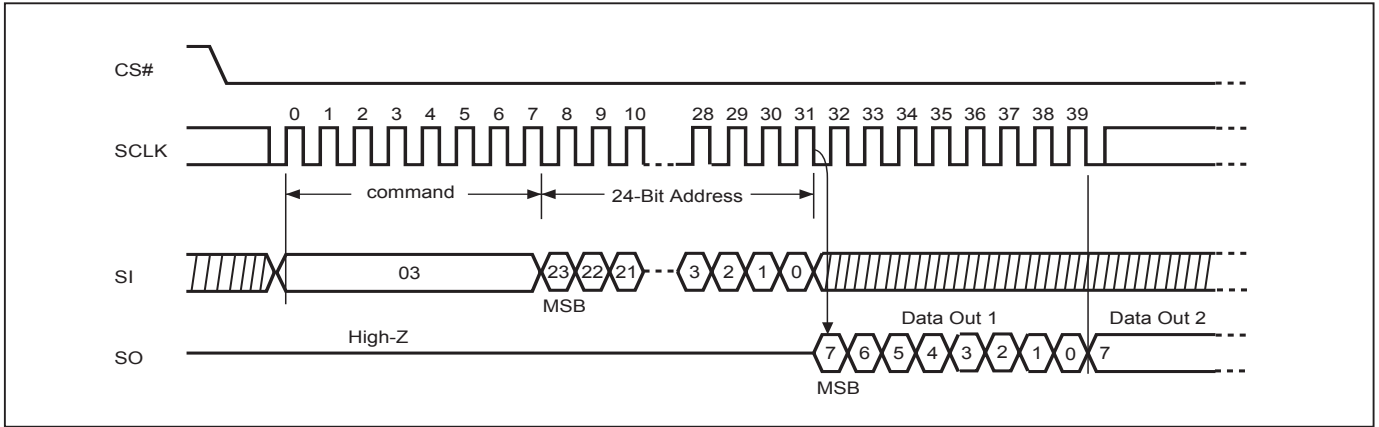 CS#
0 1 2 3 4 5 6 7 8 9 10 28 29 30 31 32 33 34 35 36 37 38 39
SCLK
command 24-Bit Address
SI 03 23 22 21 3 2 1 0
MSB
Data Out 1 Data Out 2
High-Z
SO 7 6 5 4 3 2 1 0 7
MSB